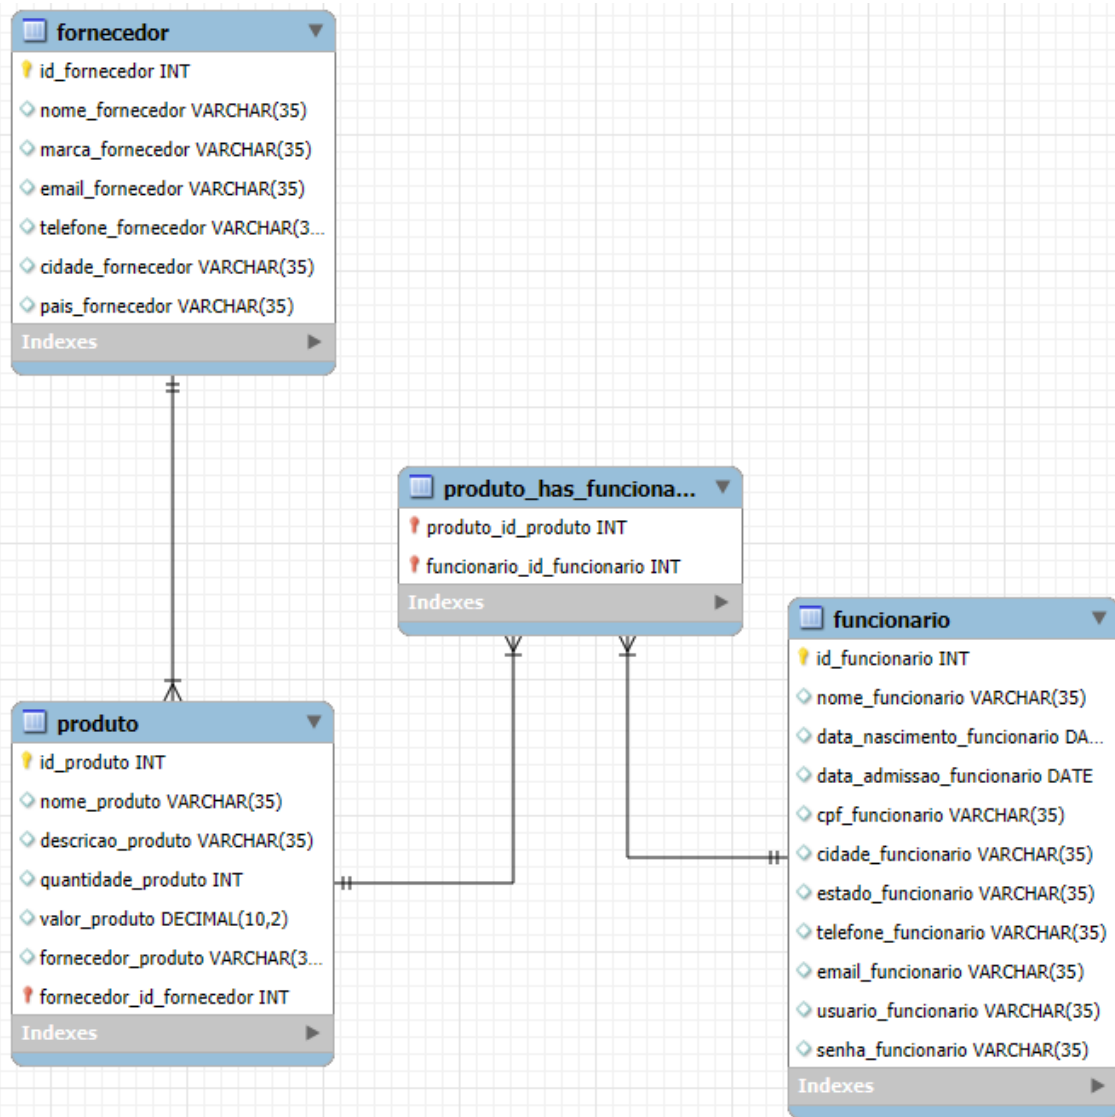 fornecedor
id_fornecedor INT
nome_fornecedor VARCHAR(35)
marca_fornecedor VARCHAR(35)
email_fornecedor VARCHAR(35)
telefone_fornecedor VARCHAR(3...
cidade_fornecedor VARCHAR(35)
pais_fornecedor VARCHAR(35)
Indexes
produto_has_funciona...
produto_id_produto INT
funcionario_id_funcionario INT
Indexes
funcionario
id_funcionario INT
nome_funcionario VARCHAR(35)
data_nascimento_funcionario DA...
data_admissao_funcionario DATE
cpf_funcionario VARCHAR(35)
cidade_funcionario VARCHAR(35)
estado_funcionario VARCHAR(35)
telefone_funcionario VARCHAR(35)
email_funcionario VARCHAR(35)
usuario_funcionario VARCHAR(35)
senha_funcionario VARCHAR(35)
Indexes
produto
id_produto INT
nome_produto VARCHAR(35)
descricao_produto VARCHAR(35)
quantidade_produto INT
valor_produto DECIMAL(10,2)
fornecedor_produto VARCHAR(3...
fornecedor_id_fornecedor INT
Indexes